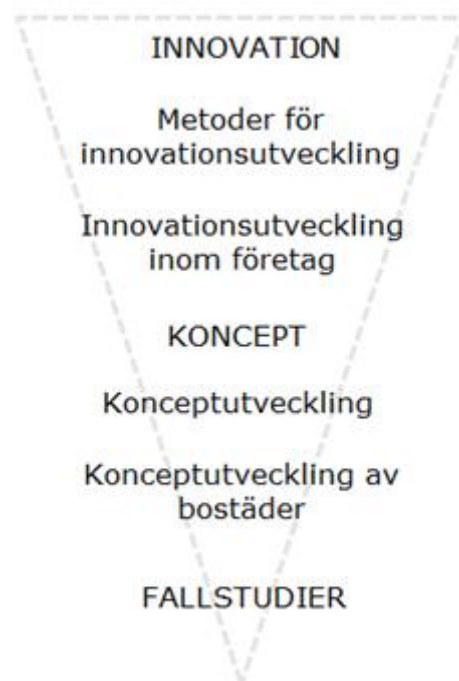 INNOVATION
Metoder för
innovationsutveckling
Innovationsutveckling
inom företag
KONCEPT
Konceptutveckling
Konceptutveckling av
bostäder
FALLSTUDIER